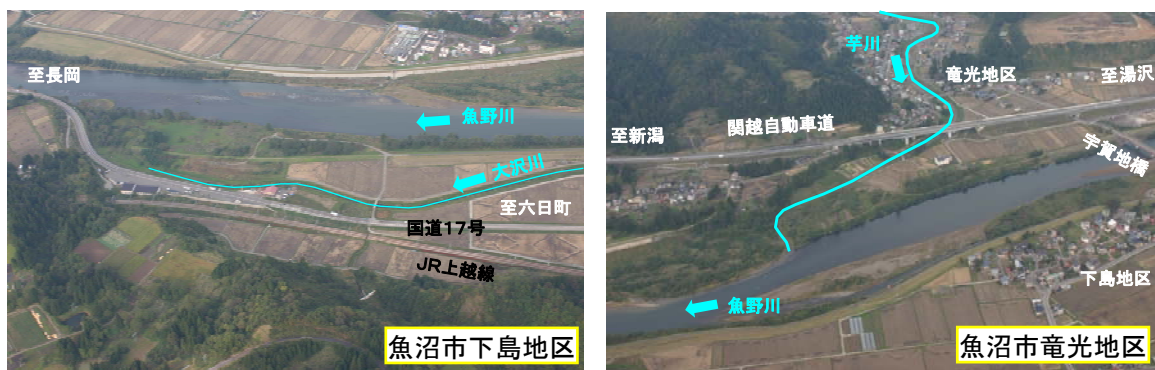 至長岡
魚野川
大沢川
至六日町
国道17号
JR上越線
魚沼市下島地区
芋川
竜光地区
至湯沢
関越自動車道
至新潟
宇賀地橋
下島地区
魚野川
魚沼市竜光地区